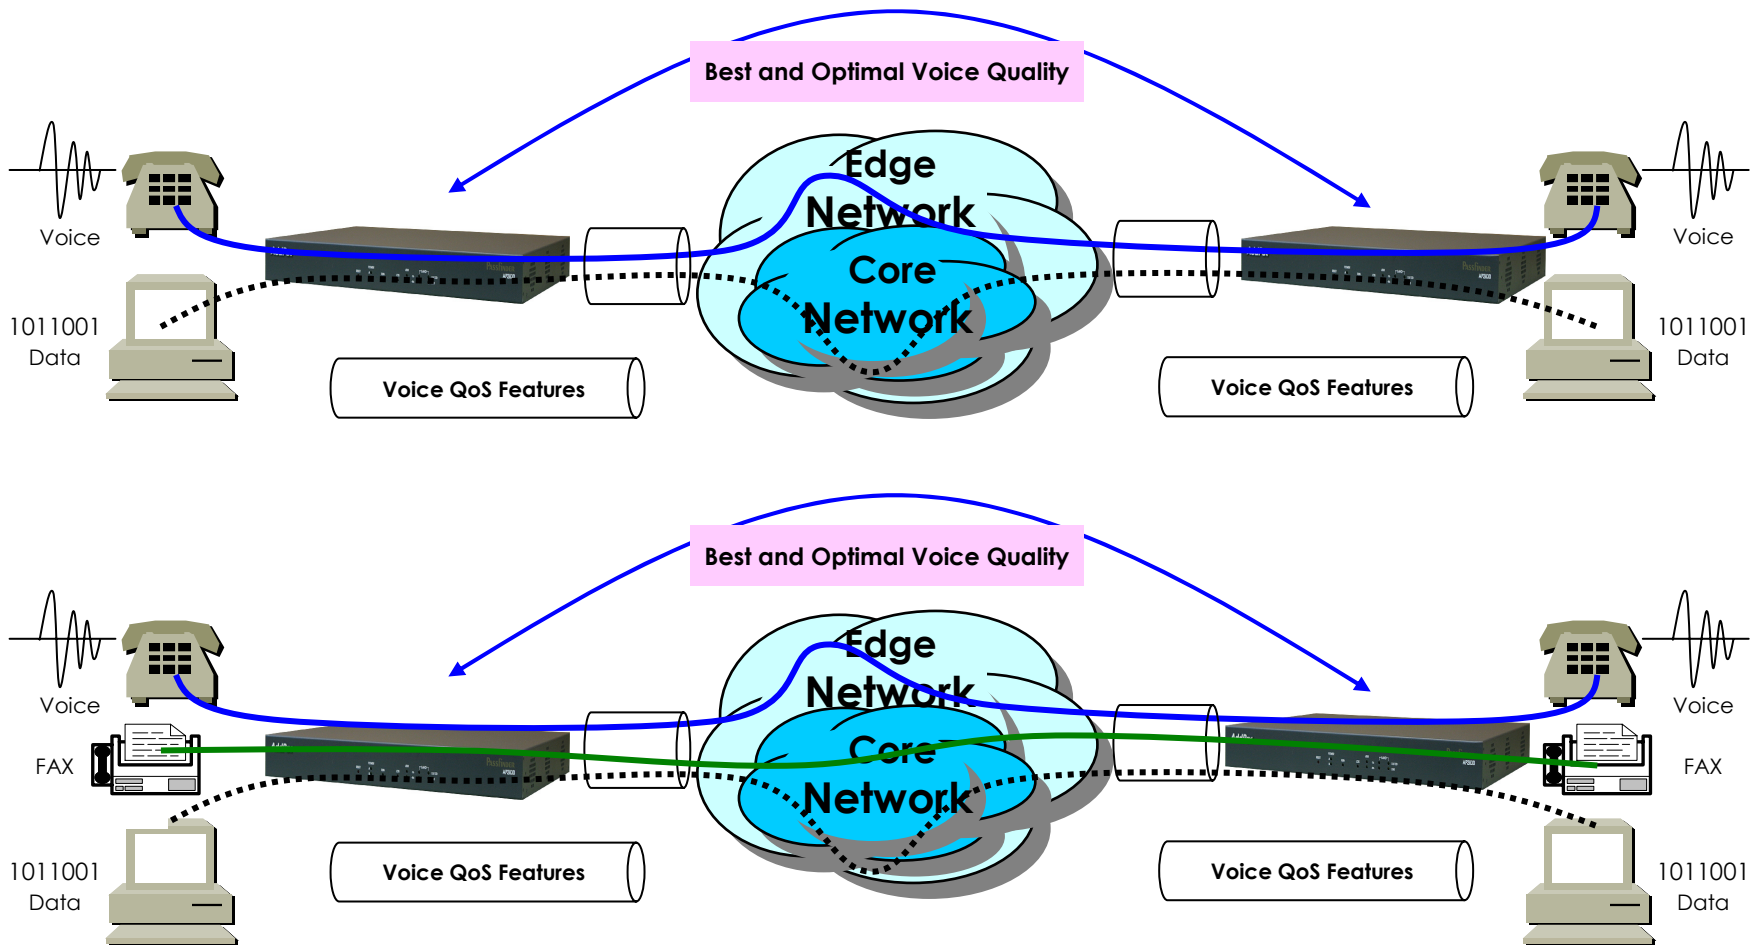 Best and Optimal Voice Quality
Edge
Network
Core
Network
Voice
1011001
Data
Voice QoS Features
Voice QoS Features
Voice
1011001
Data
Best and Optimal Voice Quality
Edge
Network
Core
Network
Voice
FAX
1011001
Data
Voice QoS Features
Voice QoS Features
Voice
FAX
1011001
Data